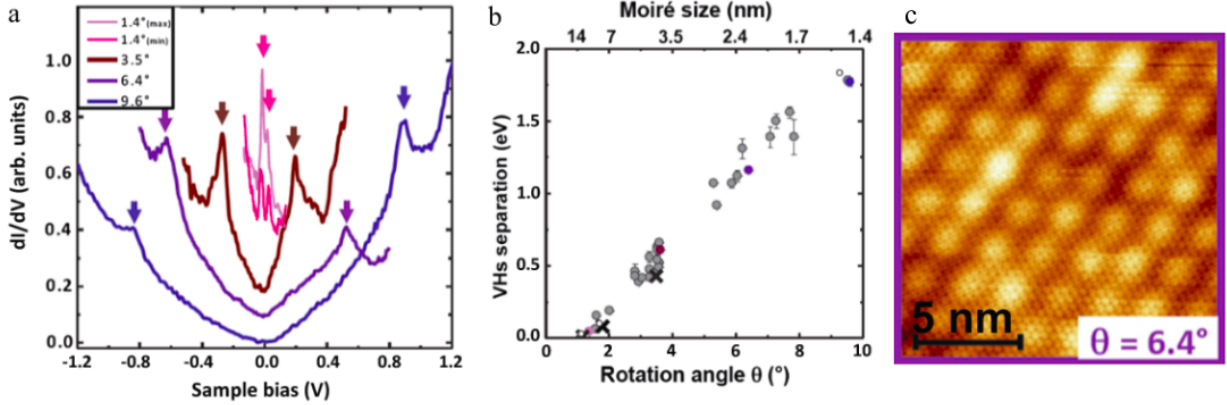 a
1.4°(max)
1.4°(min)
3.5°
6.4°
9.6°
1.0
0.8
0.6
0.4
0.2
0.0
dI/dV (arb. units)
-1.2 -0.8 -0.4 0.0 0.4 0.8 1.2
Sample bias (V)
b
Moiré size (nm)
14 7 3.5 2.4 1.7 1.4
2.0
1.5
1.0
0.5
0.0
VHs separation (eV)
0 2 4 6 8 10
Rotation angle θ (°)
c
5 nm
θ = 6.4°